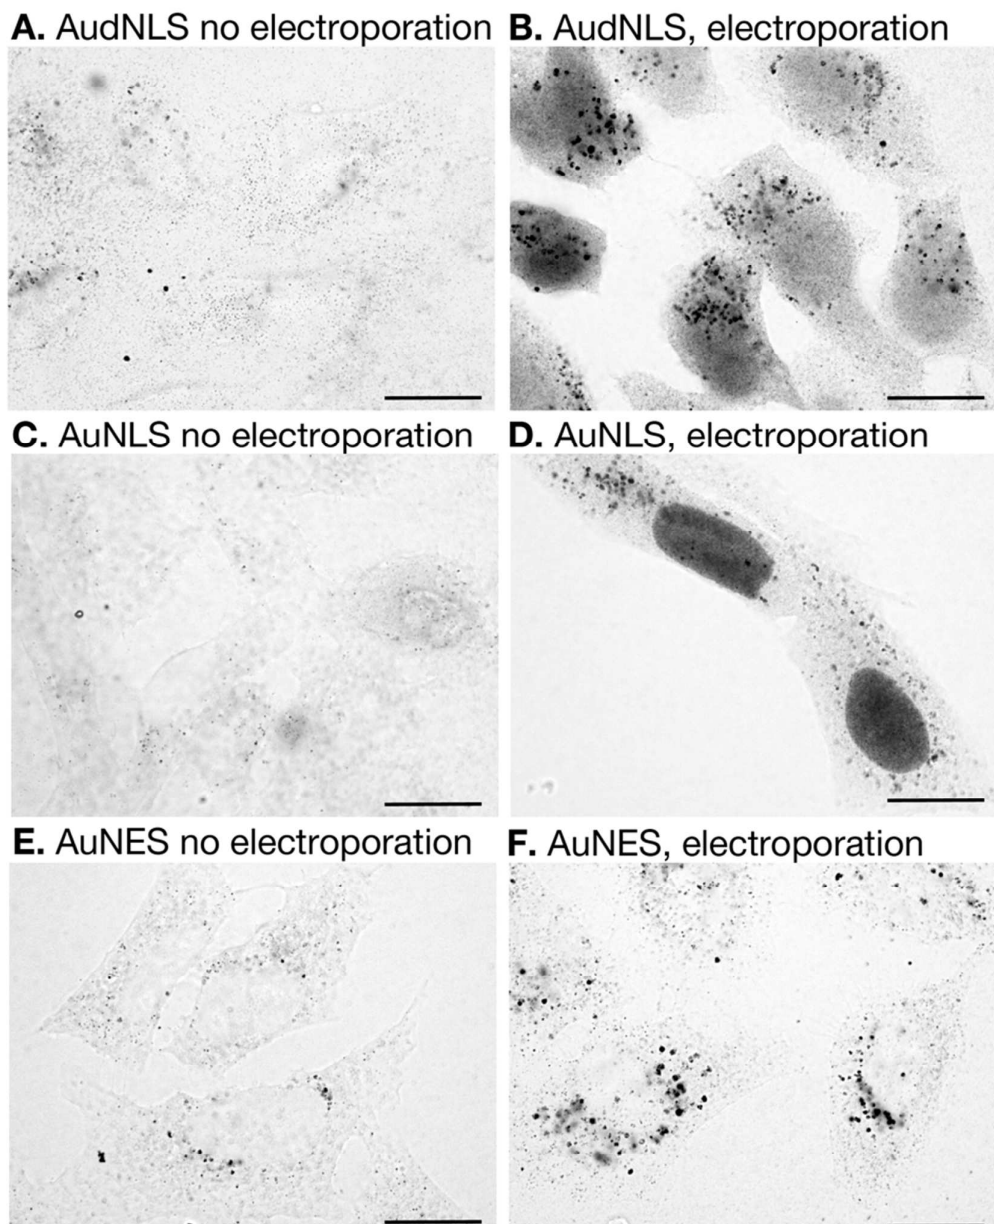 A. AudNLS no electroporation
B. AudNLS, electroporation
C. AuNLS no electroporation
D. AuNLS, electroporation
E. AuNES no electroporation
F. AuNES, electroporation